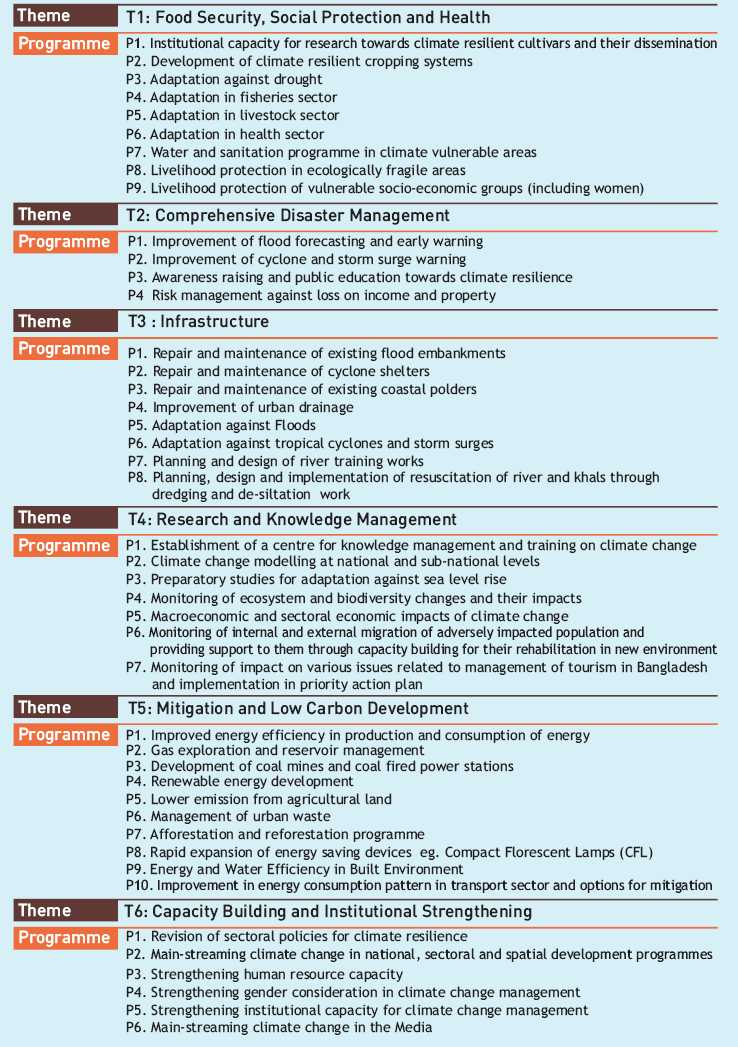 Theme T1: Food Security, Social Protection and Health
Programme P1. Institutional capacity for research towards climate resilient cultivars and their dissemination
P2. Development of climate resilient cropping systems
P3. Adaptation against drought
P4. Adaptation in fisheries sector
P5. Adaptation in livestock sector
P6. Adaptation in health sector
P7. Water and sanitation programme in climate vulnerable areas
P8. Livelihood protection in ecologically fragile areas
P9. Livelihood protection of vulnerable socio-economic groups (including women)
Theme T2: Comprehensive Disaster Management
Programme P1. Improvement of flood forecasting and early warning
P2. Improvement of cyclone and storm surge warning
P3. Awareness raising and public education towards climate resilience
P4 Risk management against loss on income and property
Theme T3 : Infrastructure
Programme P1. Repair and maintenance of existing flood embankments
P2. Repair and maintenance of cyclone shelters
P3. Repair and maintenance of existing coastal polders
P4. Improvement of urban drainage
P5. Adaptation against Floods
P6. Adaptation against tropical cyclones and storm surges
P7. Planning and design of river training works
P8. Planning, design and implementation of resuscitation of river and khals through
dredging and de-siltation work
Theme T4: Research and Knowledge Management
Programme P1. Establishment of a centre for knowledge management and training on climate change
P2. Climate change modelling at national and sub-national levels
P3. Preparatory studies for adaptation against sea level rise
P4. Monitoring of ecosystem and biodiversity changes and their impacts
P5. Macroeconomic and sectoral economic impacts of climate change
P6. Monitoring of internal and external migration of adversely impacted population and
providing support to them through capacity building for their rehabilitation in new environment
P7. Monitoring of impact on various issues related to management of tourism in Bangladesh
and implementation in priority action plan
Theme T5: Mitigation and Low Carbon Development
Programme P1. Improved energy efficiency in production and consumption of energy
P2. Gas exploration and reservoir management
P3. Development of coal mines and coal fired power stations
P4. Renewable energy development
P5. Lower emission from agricultural land
P6. Management of urban waste
P7. Afforestation and reforestation programme
P8. Rapid expansion of energy saving devices eg. Compact Florescent Lamps (CFL)
P9. Energy and Water Efficiency in Built Environment
P10. Improvement in energy consumption pattern in transport sector and options for mitigation
Theme T6: Capacity Building and Institutional Strengthening
Programme P1. Revision of sectoral policies for climate resilience
P2. Main-streaming climate change in national, sectoral and spatial development programmes
P3. Strengthening human resource capacity
P4. Strengthening gender consideration in climate change management
P5. Strengthening institutional capacity for climate change management
P6. Main-streaming climate change in the Media